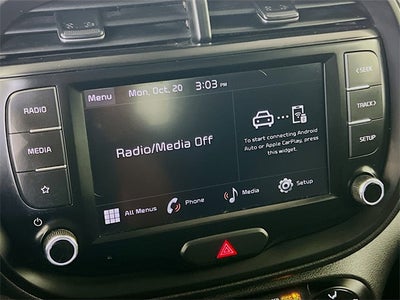 Menu Mon, Oct. 20 3:03 PM
< SEEK
RADIO
TRACK >
MEDIA
Radio/Media Off
To start connecting Android
Auto or Apple CarPlay, press
this widget.
SETUP
All Menus Phone Media Setup